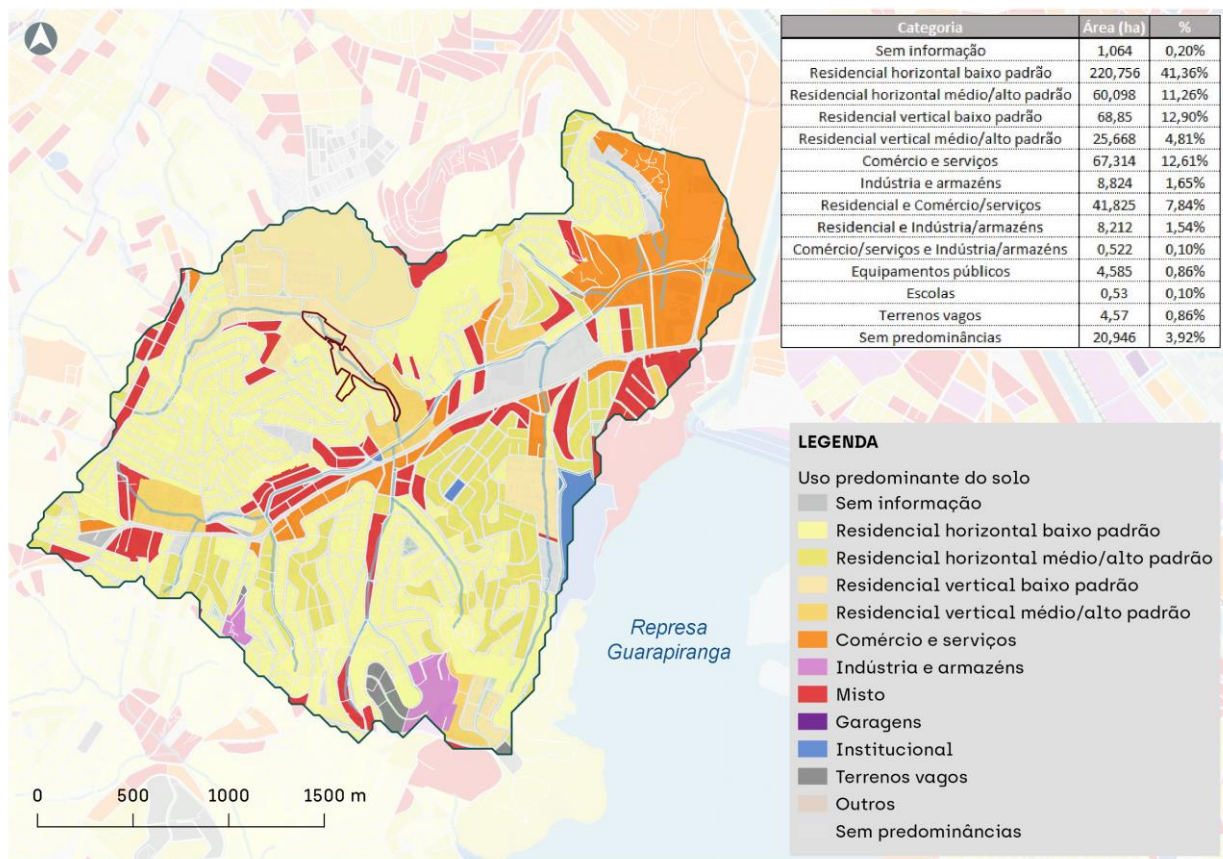 Categoria Área (ha) %
Sem informação 1,064 0,20%
Residencial horizontal baixo padrão 220,756 41,36%
Residencial horizontal médio/alto padrão 60,098 11,26%
Residencial vertical baixo padrão 68,85 12,90%
Residencial vertical médio/alto padrão 25,668 4,81%
Comércio e serviços 67,314 12,61%
Indústria e armazéns 8,824 1,65%
Residencial e Comércio/serviços 41,825 7,84%
Residencial e Indústria/armazéns 8,212 1,54%
Comércio/serviços e Indústria/armazéns 0,522 0,10%
Equipamentos públicos 4,585 0,86%
Escolas 0,53 0,10%
Terrenos vagos 4,57 0,86%
Sem predominâncias 20,946 3,92%
LEGENDA
Uso predominante do solo
Sem informação
Residencial horizontal baixo padrão
Residencial horizontal médio/alto padrão
Residencial vertical baixo padrão
Residencial vertical médio/alto padrão
Comércio e serviços
Indústria e armazéns
Misto
Garagens
Institucional
Terrenos vagos
Outros
Sem predominâncias
Represa
Guarapiranga
0 500 1000 1500 m